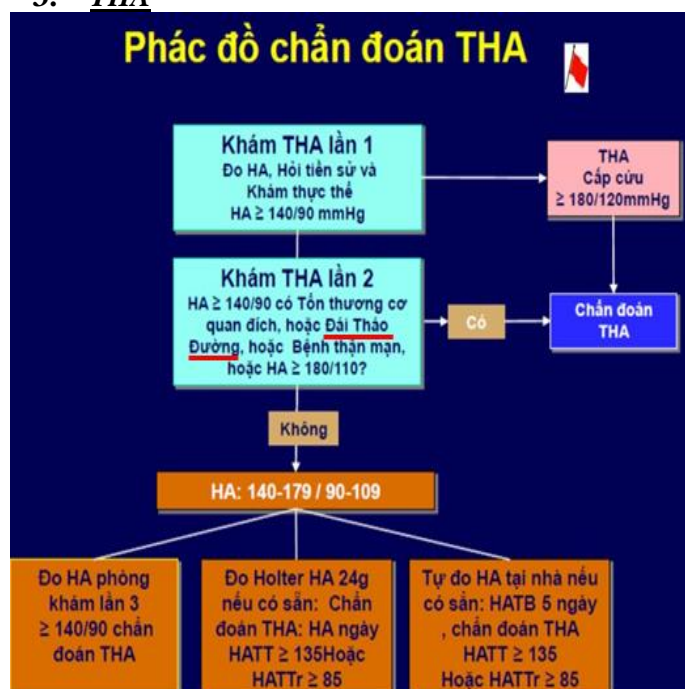 3. THA
Phác đồ chẩn đoán THA
Khám THA lần 1
Đo HA, Hỏi tiền sử và
Khám thực thể
HA ≥ 140/90 mmHg
THA
Cấp cứu
≥ 180/120mmHg
Khám THA lần 2
HA ≥ 140/90 có Tổn thương cơ
quan đích, hoặc Đái Tháo
Đường, hoặc Bệnh thận mạn,
hoặc HA ≥ 180/110?
Có
Chẩn đoán
THA
Không
HA: 140-179 / 90-109
Đo HA phòng
khám lần 3
≥ 140/90 chẩn
đoán THA
Đo Holter HA 24g
nếu có sẵn: Chẩn
đoán THA: HA ngày
HATT ≥ 135Hoặc
HATTr ≥ 85
Tự đo HA tại nhà nếu
có sẵn: HATB 5 ngày
, chẩn đoán THA
HATT ≥ 135
Hoặc HATTr ≥ 85